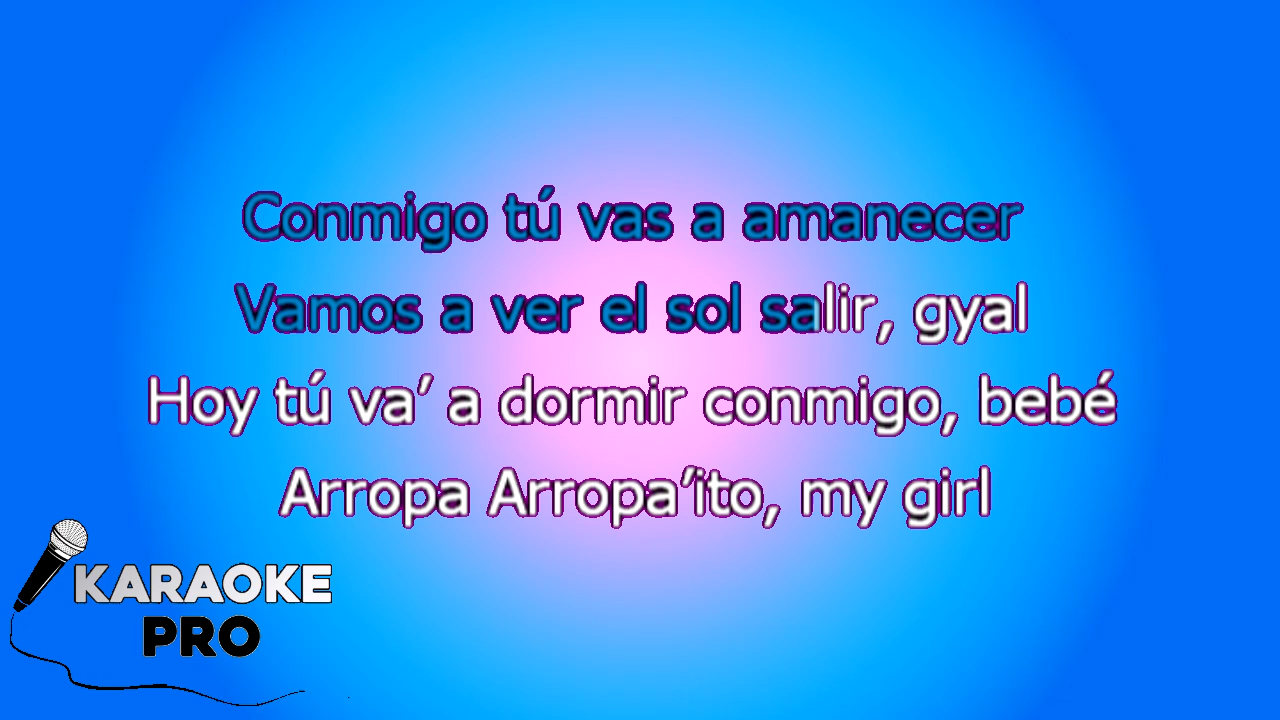 Conmigo tú vas a amanecer
Vamos a ver el sol salir, gyal
Hoy tú va’ a dormir conmigo, bebé
Arropa Arropa’ito, my girl
KARAOKE
PRO